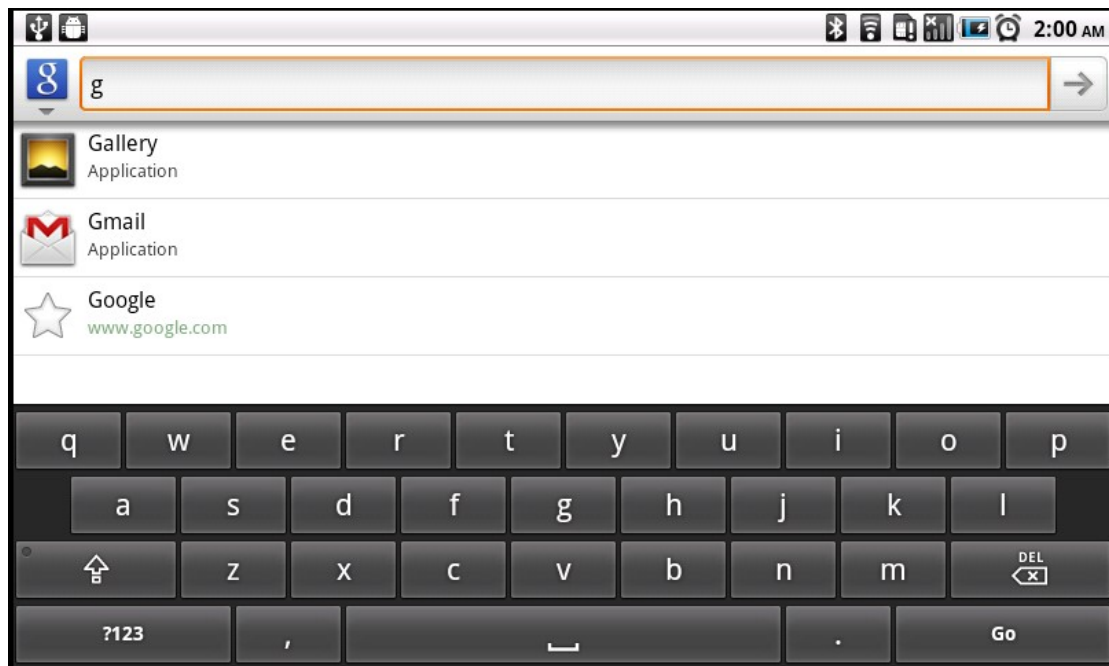 2:00 AM
g
g
Gallery
Application
Gmail
Application
Google
www.google.com
q w e r t y u i o p
a s d f g h j k l
z x c v b n m DEL
?123 , . Go